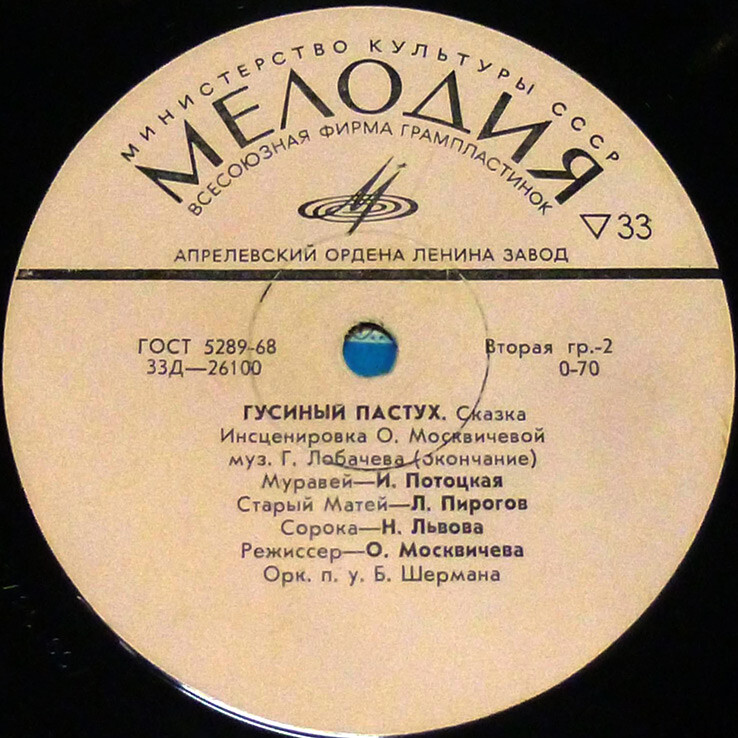 МИНИСТЕРСТВО КУЛЬТУРЫ СССР
МЕЛОДИЯ
ВСЕСОЮЗНАЯ ФИРМА ГРАМПЛАСТИНОК
▽33
АПРЕЛЕВСКИЙ ОРДЕНА ЛЕНИНА ЗАВОД
ГОСТ 5289-68
33Д—26100
Вторая гр.-2
0-70
ГУСИНЫЙ ПАСТУХ. Сказка
Инсценировка О. Москвичевой
муз. Г. Лобачева (окончание)
Муравей—И. Потоцкая
Старый Матей—Л. Пирогов
Сорока—Н. Львова
Режиссер—О. Москвичева
Орк. п. у. Б. Шермана